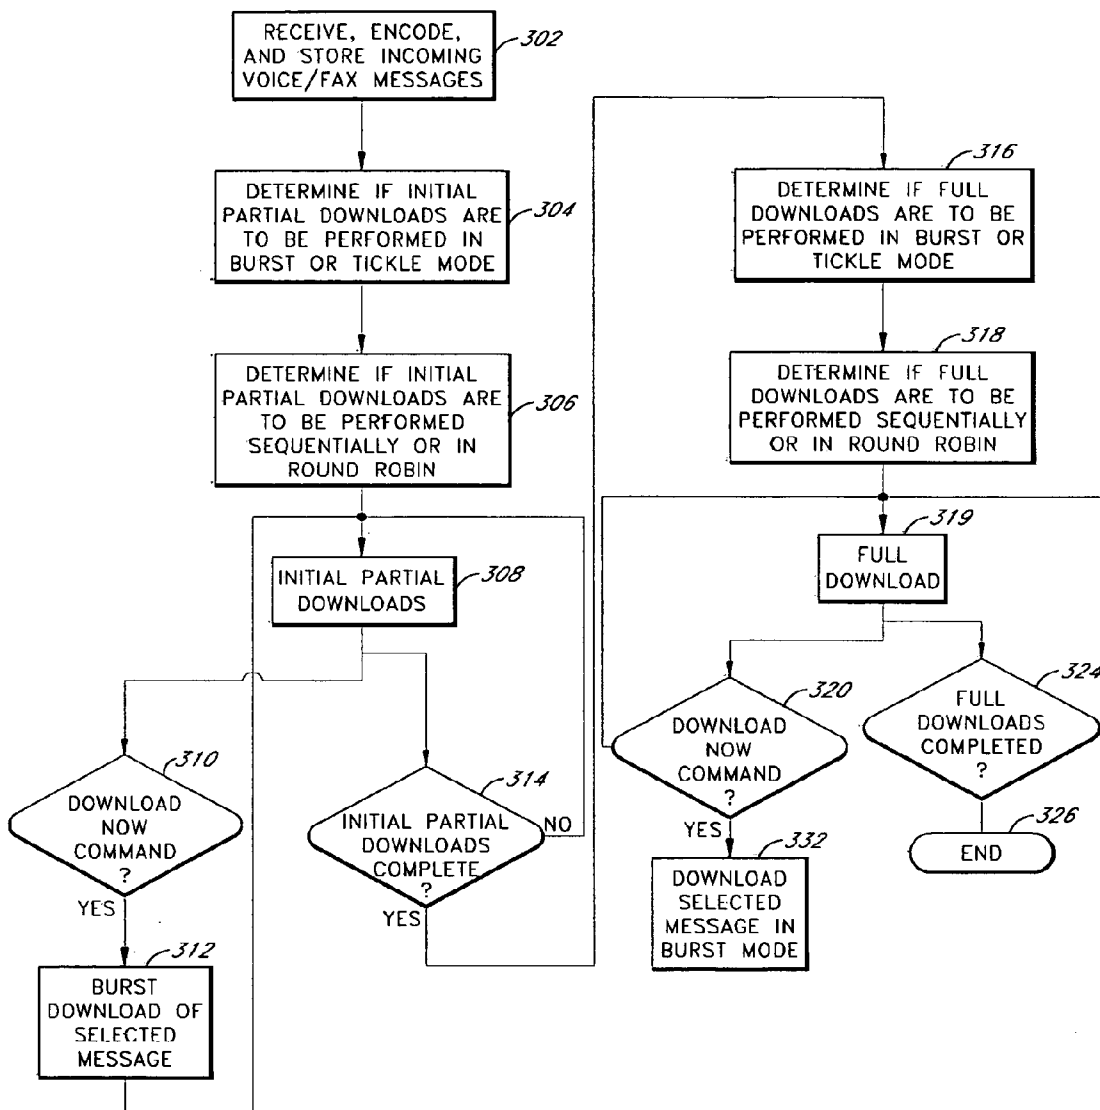 RECEIVE, ENCODE,
AND STORE INCOMING
VOICE/FAX MESSAGES
302
DETERMINE IF INITIAL
PARTIAL DOWNLOADS ARE
TO BE PERFORMED IN
BURST OR TICKLE MODE
304
DETERMINE IF INITIAL
PARTIAL DOWNLOADS ARE
TO BE PERFORMED
SEQUENTIALLY OR IN
ROUND ROBIN
306
INITIAL PARTIAL
DOWNLOADS
308
DOWNLOAD
NOW
COMMAND
?
310
YES
BURST
DOWNLOAD OF
SELECTED
MESSAGE
312
INITIAL PARTIAL
DOWNLOADS
COMPLETE
?
314
NO
YES
DETERMINE IF FULL
DOWNLOADS ARE TO BE
PERFORMED IN BURST OR
TICKLE MODE
316
DETERMINE IF FULL
DOWNLOADS ARE TO BE
PERFORMED SEQUENTIALLY
OR IN ROUND ROBIN
318
FULL
DOWNLOAD
319
DOWNLOAD
NOW
COMMAND
?
320
YES
DOWNLOAD
SELECTED
MESSAGE IN
BURST MODE
332
FULL
DOWNLOADS
COMPLETED
?
324
END
326